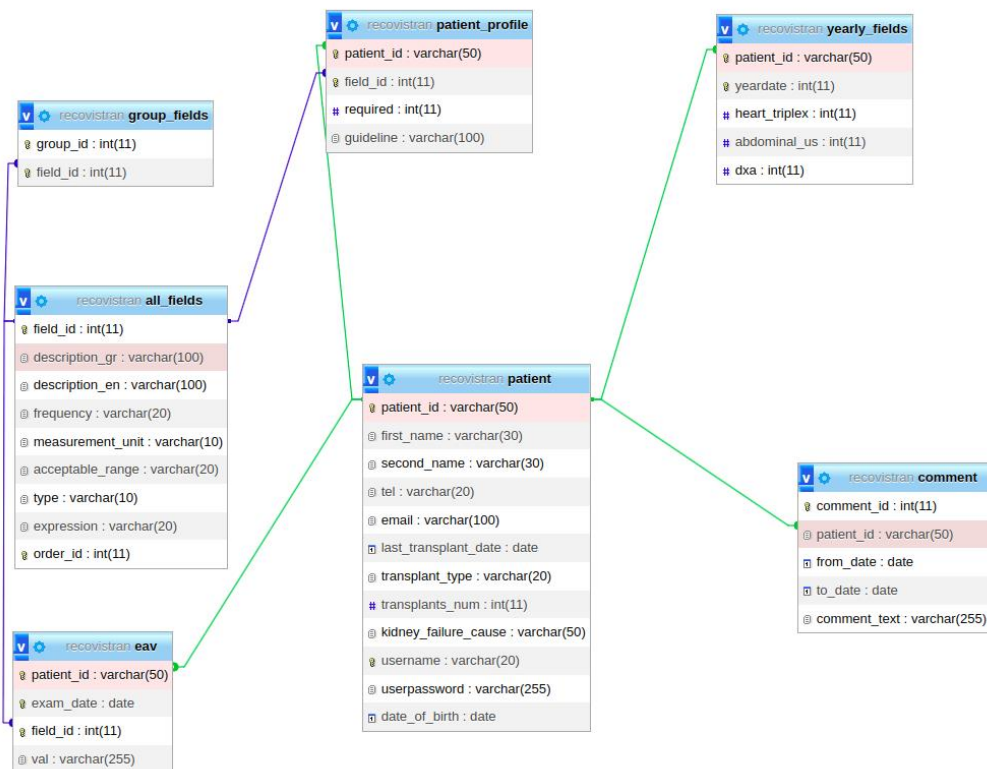 recovistran patient_profile
patient_id : varchar(50)
field_id : int(11)
required : int(11)
guideline : varchar(100)
recovistran yearly_fields
patient_id : varchar(50)
yeardate : int(11)
heart_triplex : int(11)
abdominal_us : int(11)
dxa : int(11)
recovistran group_fields
group_id : int(11)
field_id : int(11)
recovistran all_fields
field_id : int(11)
description_gr : varchar(100)
description_en : varchar(100)
frequency : varchar(20)
measurement_unit : varchar(10)
acceptable_range : varchar(20)
type : varchar(10)
expression : varchar(20)
order_id : int(11)
recovistran patient
patient_id : varchar(50)
first_name : varchar(30)
second_name : varchar(30)
tel : varchar(20)
email : varchar(100)
last_transplant_date : date
transplant_type : varchar(20)
transplants_num : int(11)
kidney_failure_cause : varchar(50)
username : varchar(20)
userpassword : varchar(255)
date_of_birth : date
recovistran comment
comment_id : int(11)
patient_id : varchar(50)
from_date : date
to_date : date
comment_text : varchar(255)
recovistran eav
patient_id : varchar(50)
exam_date : date
field_id : int(11)
val : varchar(255)